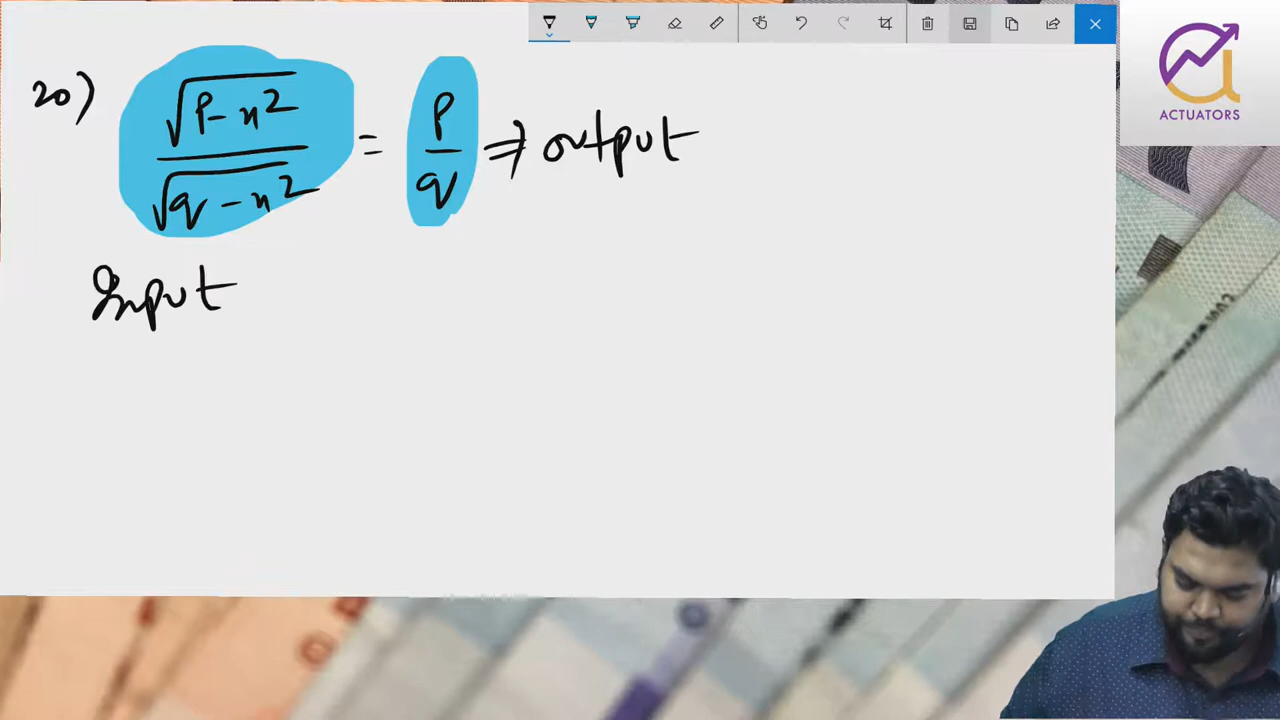 20) √P-x² / √q-x² = P/q ⇒ output
Input
ACTUATORS